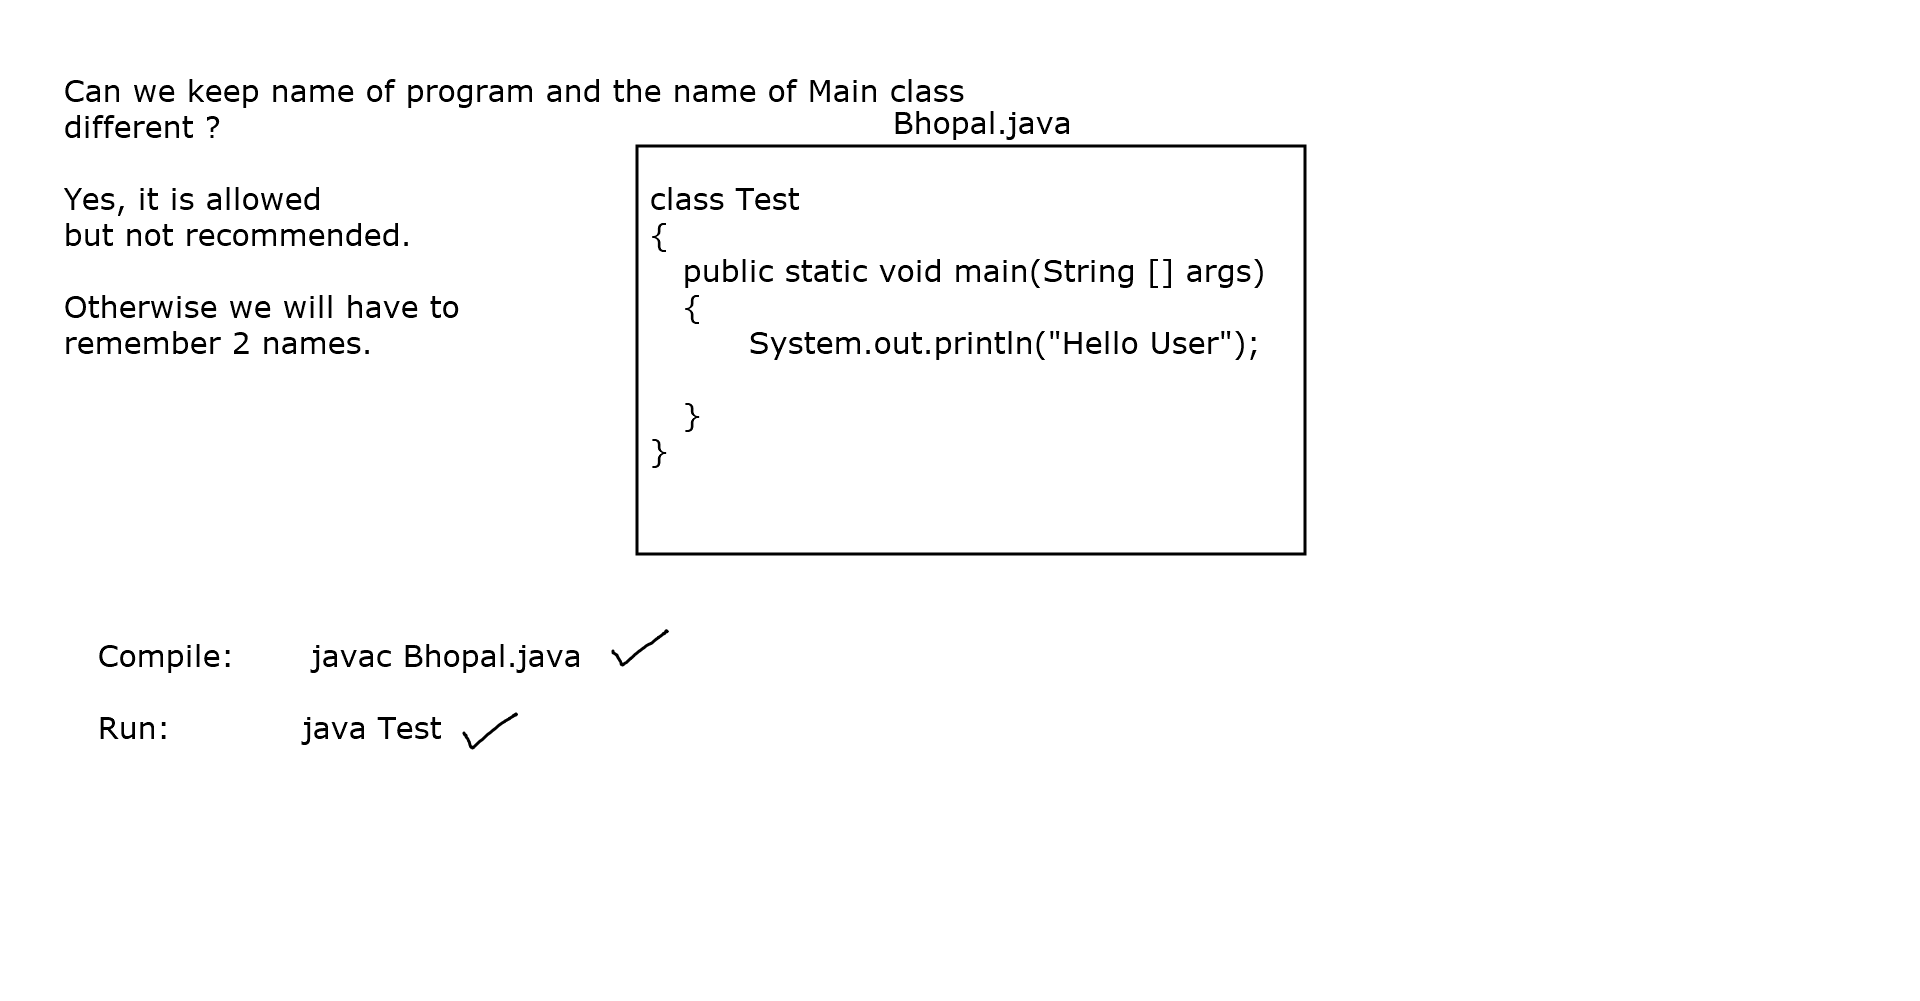 Can we keep name of program and the name of Main class
different ?
Yes, it is allowed
but not recommended.
Otherwise we will have to
remember 2 names.
Bhopal.java
class Test
{
public static void main(String [] args)
{
System.out.println("Hello User");
}
}
Compile: javac Bhopal.java
Run: java Test